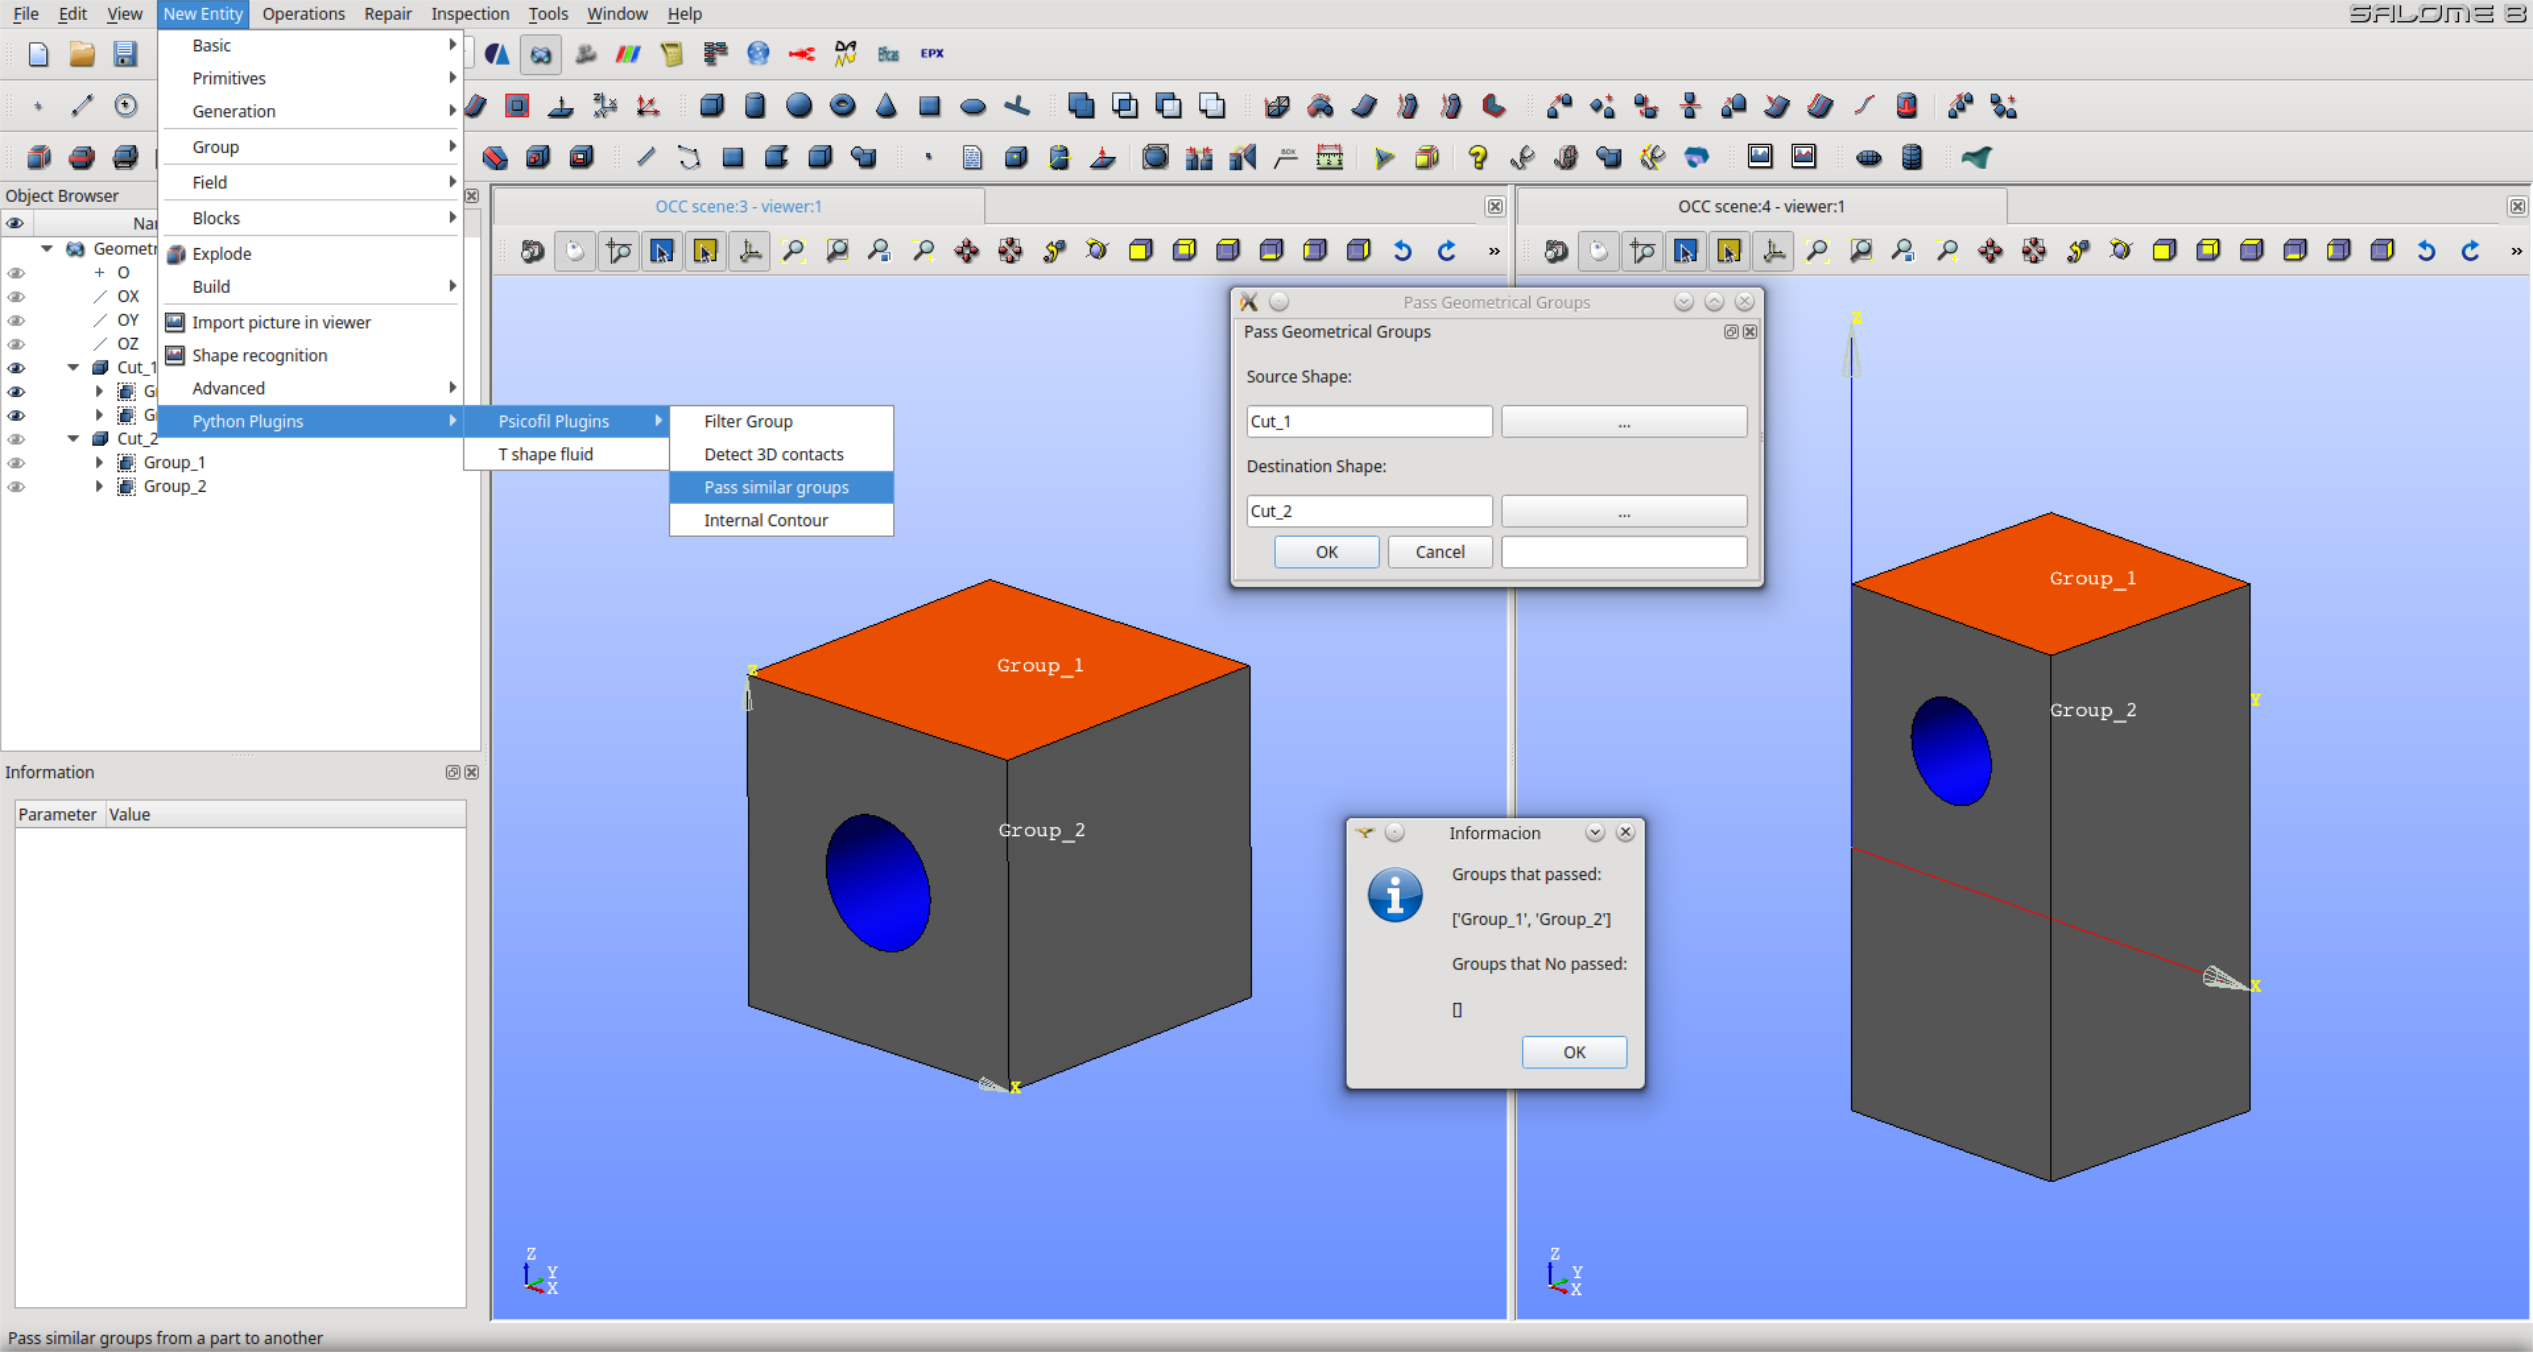 File Edit View New Entity Operations Repair Inspection Tools Window Help
SALOME 8
Basic
Primitives
Generation
Group
Field
Blocks
Explode
Build
Import picture in viewer
Shape recognition
Advanced
Python Plugins
Psicofil Plugins
T shape fluid
Filter Group
Detect 3D contacts
Pass similar groups
Internal Contour
Eficas
EPX
BOX
Object Browser
O
OX
OY
OZ
Cut_1
Cut_2
Group_1
Group_2
Information
Parameter Value
OCC scene:3 - viewer:1
Group_1
Group_2
Z
X
Z
Y
X
Pass Geometrical Groups
Pass Geometrical Groups
Source Shape:
Cut_1
...
Destination Shape:
Cut_2
...
OK Cancel
Informacion
Groups that passed:
['Group_1', 'Group_2']
Groups that No passed:
[]
OK
OCC scene:4 - viewer:1
Z
Group_1
Group_2
Y
X
Z
Y
X
Pass similar groups from a part to another